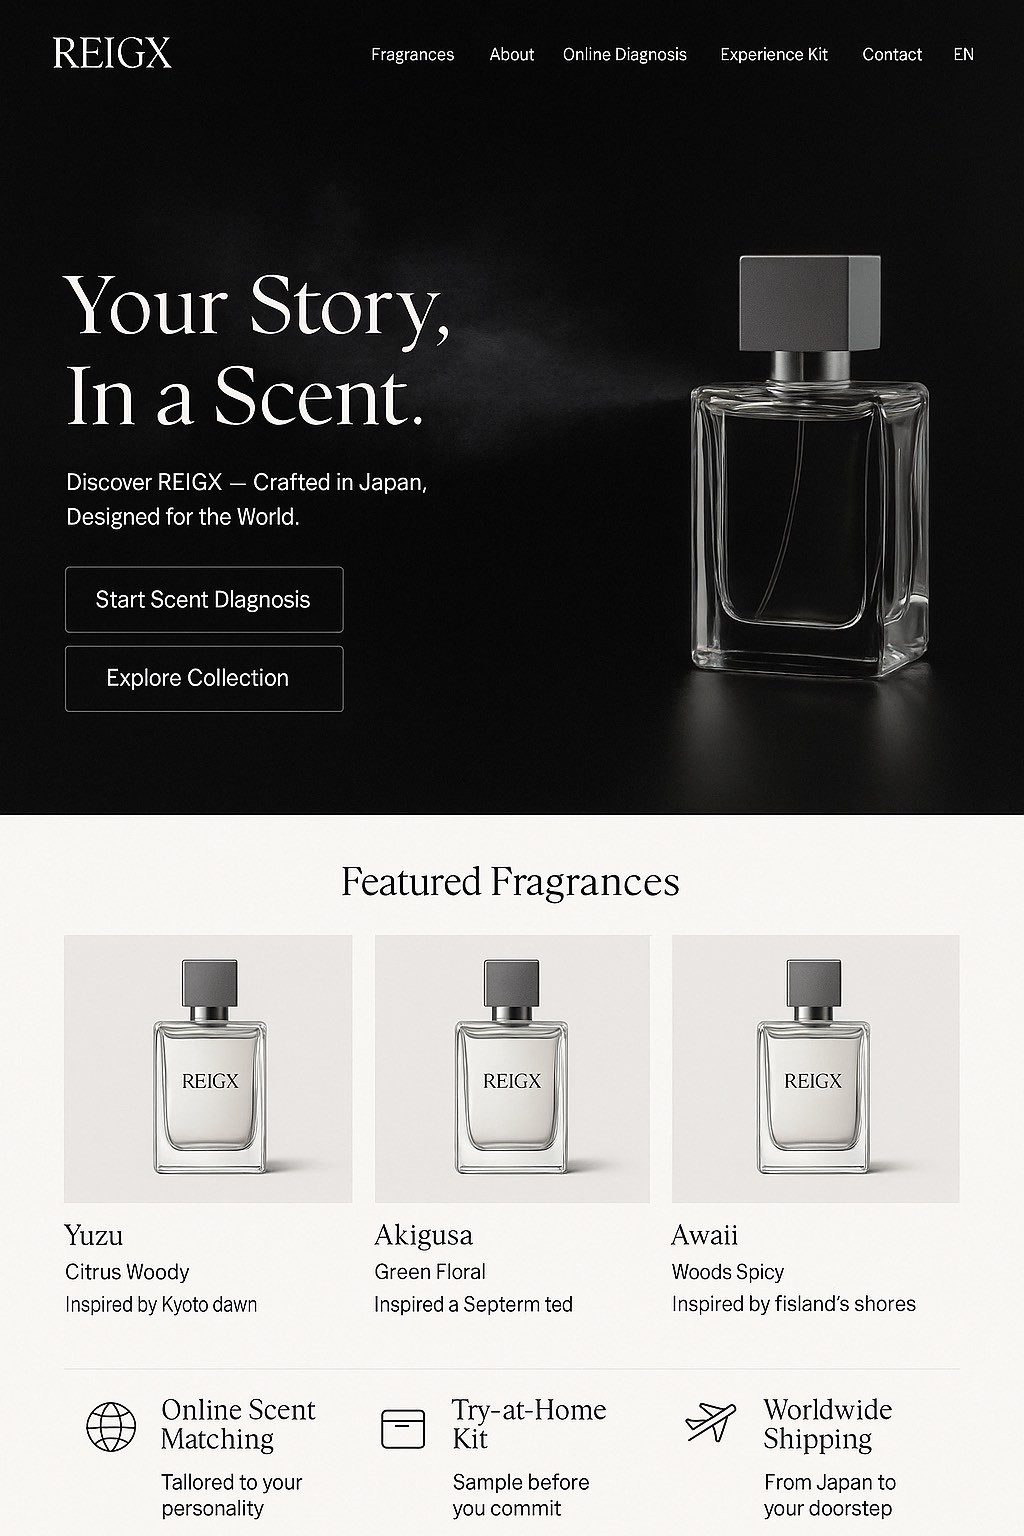 REIGX
Fragrances About Online Diagnosis Experience Kit Contact EN
Your Story,
In a Scent.
Discover REIGX — Crafted in Japan,
Designed for the World.
Start Scent DIagnosis
Explore Collection
Featured Fragrances
REIGX REIGX REIGX
Yuzu
Citrus Woody
Inspired by Kyoto dawn
Akigusa
Green Floral
Inspired a Septerm ted
Awaii
Woods Spicy
Inspired by fisland's shores
Online Scent
Matching
Tailored to your
personality
Try-at-Home
Kit
Sample before
you commit
Worldwide
Shipping
From Japan to
your doorstep